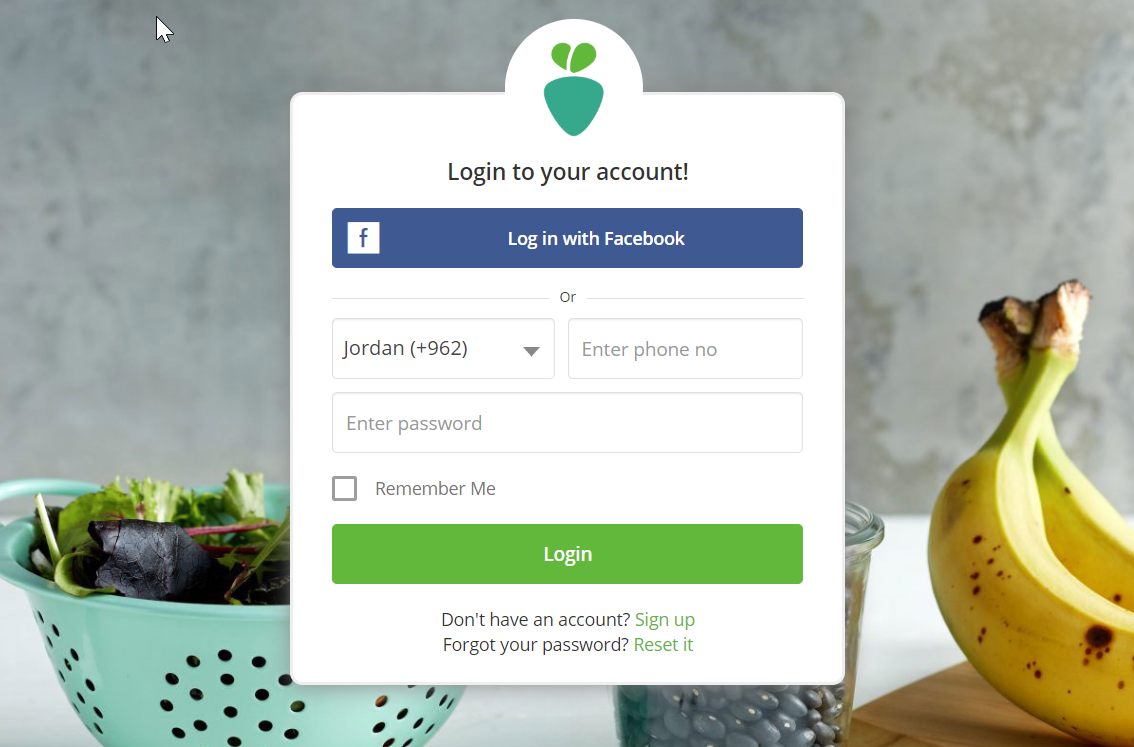 Login to your account!
f
Log in with Facebook
Or
Jordan (+962)
Enter phone no
Enter password
Remember Me
Login
Don't have an account? Sign up
Forgot your password? Reset it